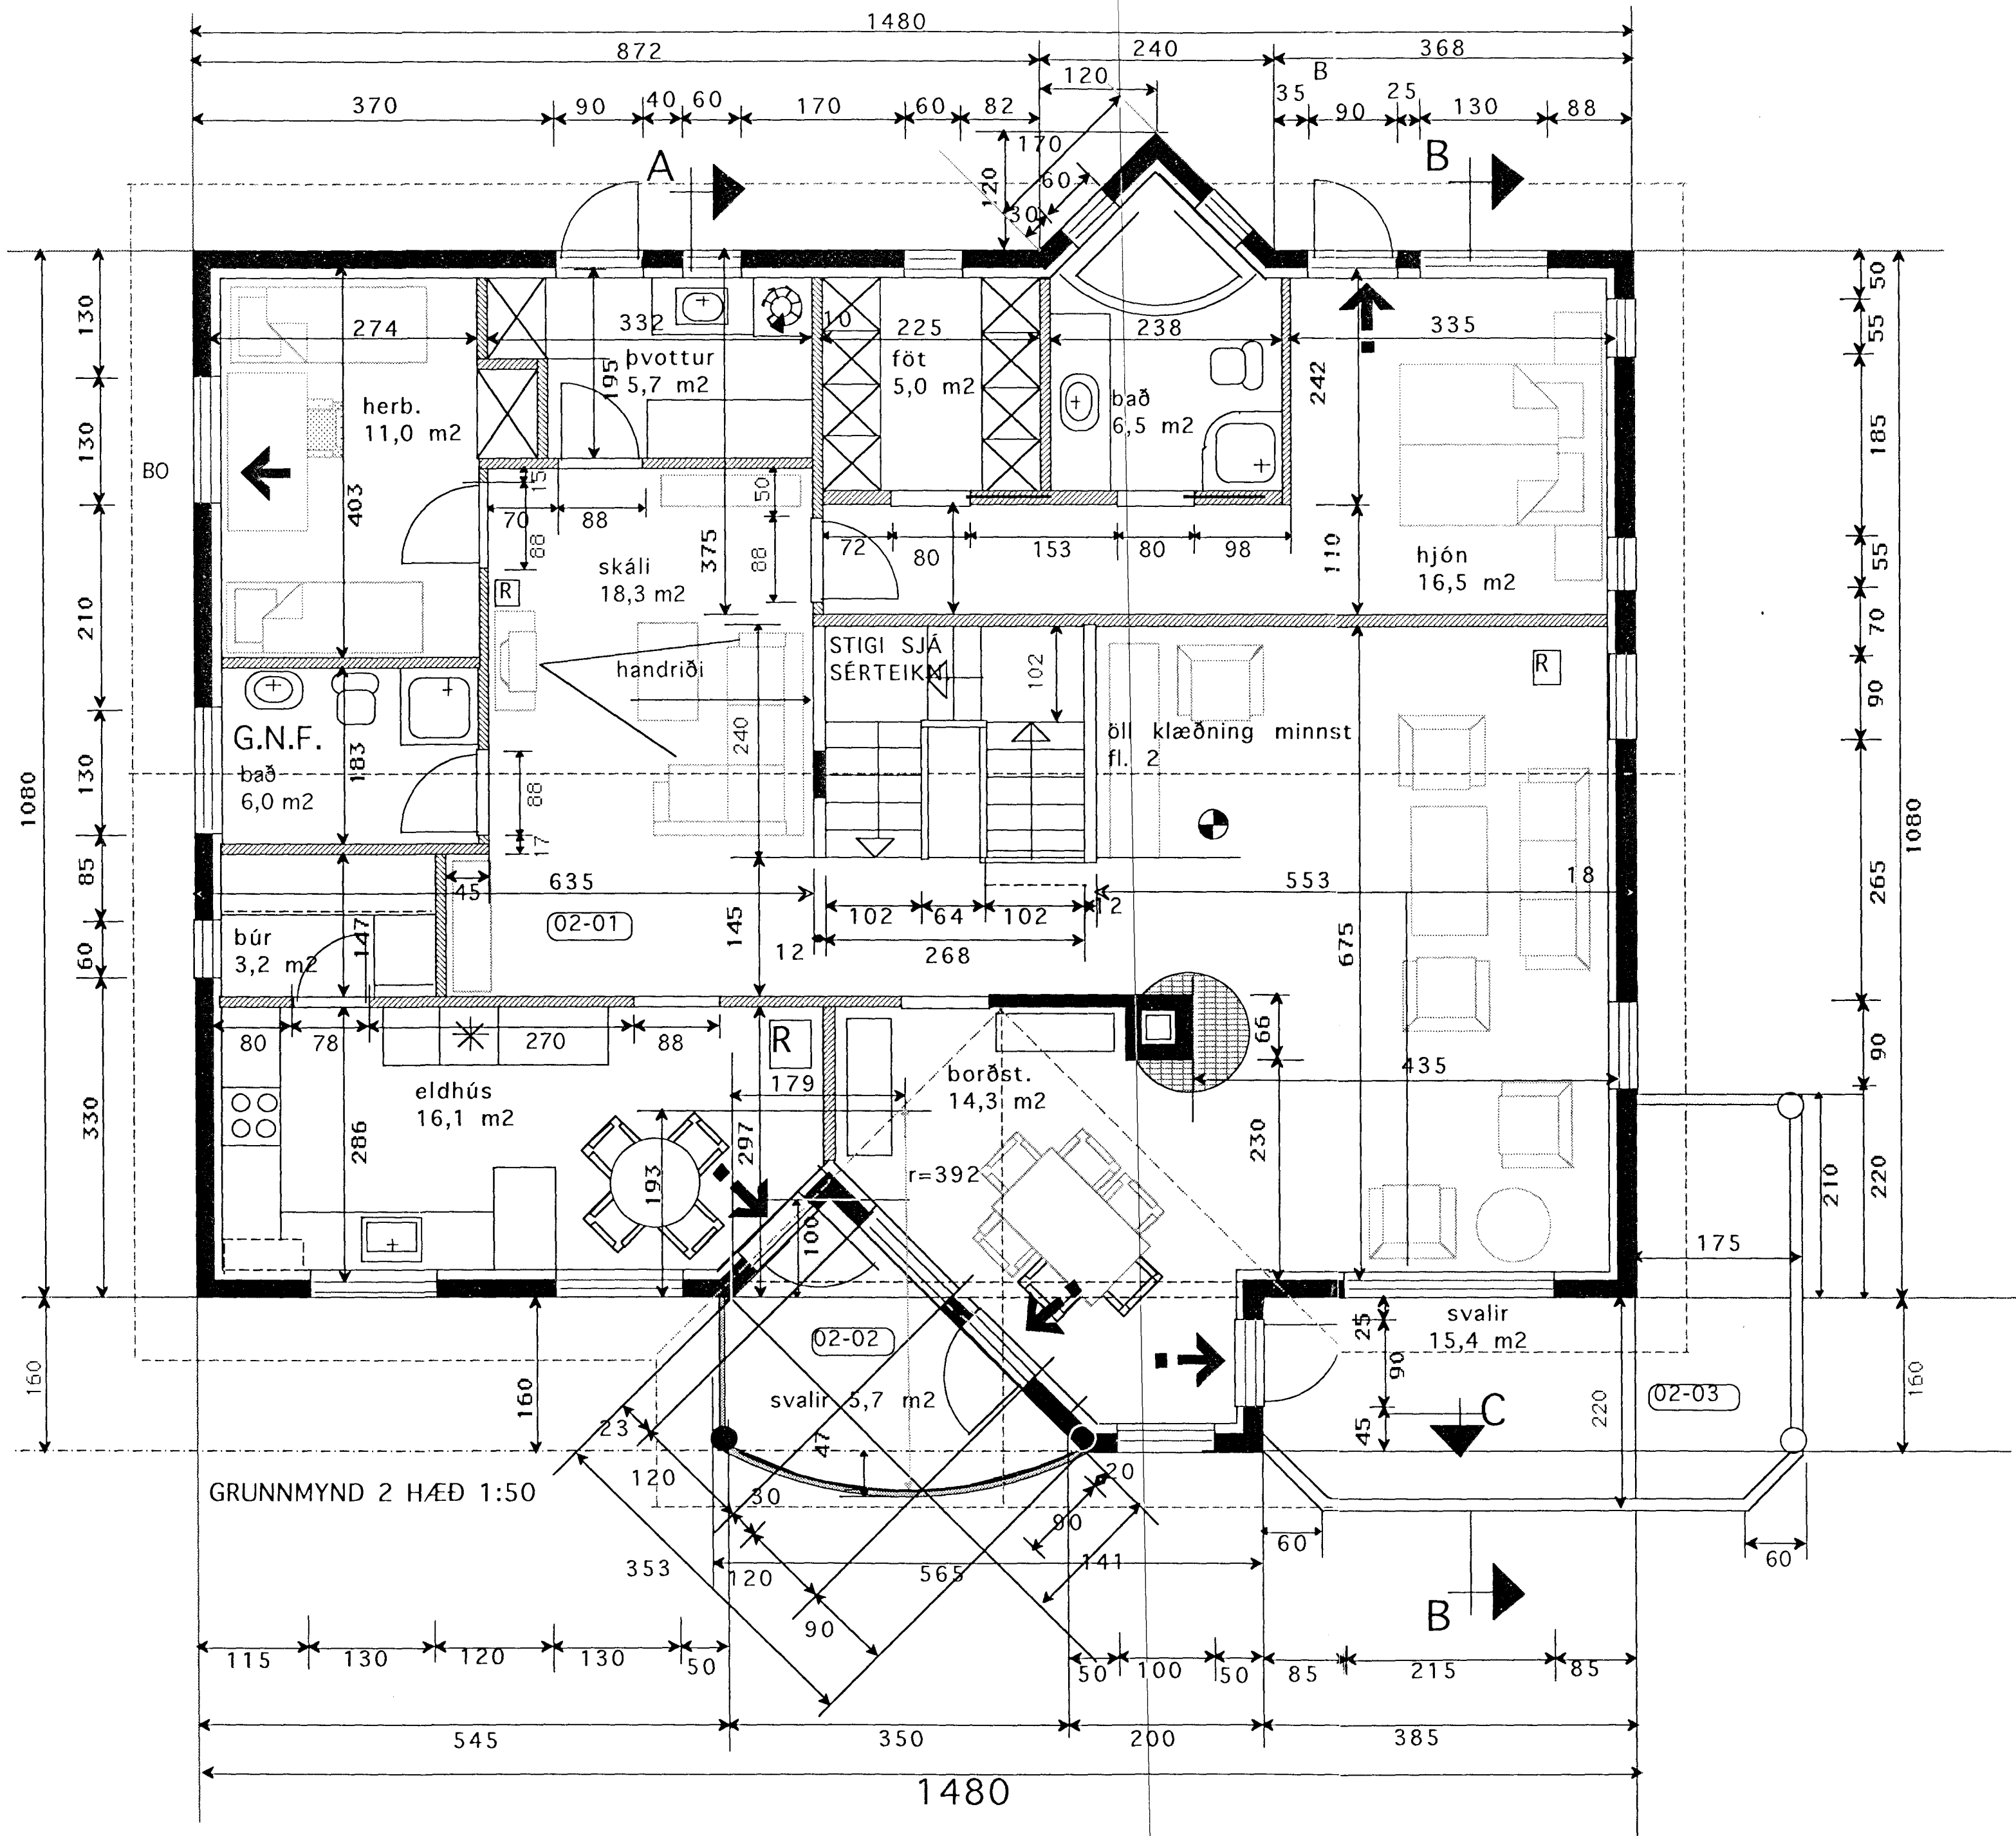 1480
872 240 368
120 B
370 90 40 60 170 60 82 35 90 25 130 88
170
A B
120 60
30
50
130
274 332 10 225 238 335
55
þvottur
5,7 m2
195
föt
5,0 m2
242
herb.
11,0 m2
bað
6,5 m2
130
185
BO
15 50
403
70 88
88
375
88
72 80 153 80 98
110
55
skáli
18,3 m2
hjón
16,5 m2
R
210
70
STIGI SJÁ
SÉRTEIKN.
handriði
102
R
90
G.N.F.
183
240
öll klæðning minnst
fl. 2
bað
6,0 m2
130
88
1080
1080
17
85
45 635 553 18
265
02-01
145
102 64 102 12
búr
3,2 m2
147
60
12 268
675
80 78 270 88 R
66
90
179
435
eldhús
16,1 m2
borðst.
14,3 m2
330
286
297
230
193
r=392
210
220
100
175
svalir
15,4 m2
25
02-02
160
160
90
220
02-03
160
svalir 5,7 m2
C
23
47
45
GRUNNMYND 2 HÆÐ 1:50
120 30
20
90
60 60
353 120 565 141
90
B
115 130 120 130 50 50 100 50 85 215 85
545 350 200 385
1480